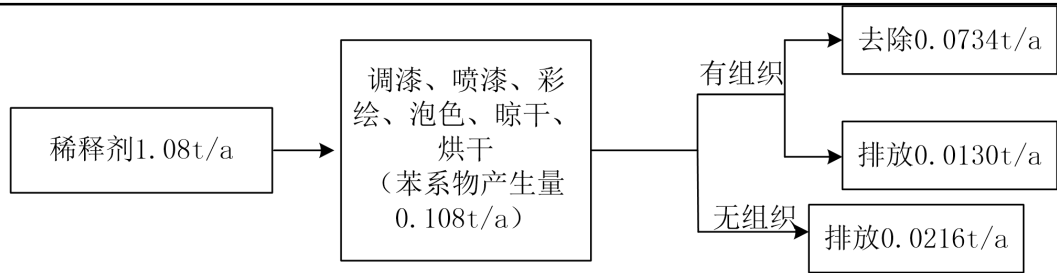 稀释剂1.08t/a
调漆、喷漆、彩
绘、泡色、晾干、
烘干
（苯系物产生量
0.108t/a）
有组织
去除0.0734t/a
排放0.0130t/a
无组织
排放0.0216t/a